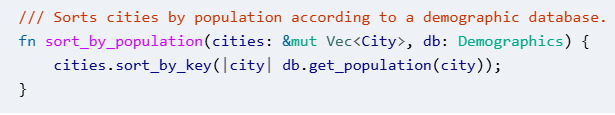 /// Sorts cities by population according to a demographic database.
fn sort_by_population(cities: &mut Vec<City>, db: Demographics) {
    cities.sort_by_key(|city| db.get_population(city));
}